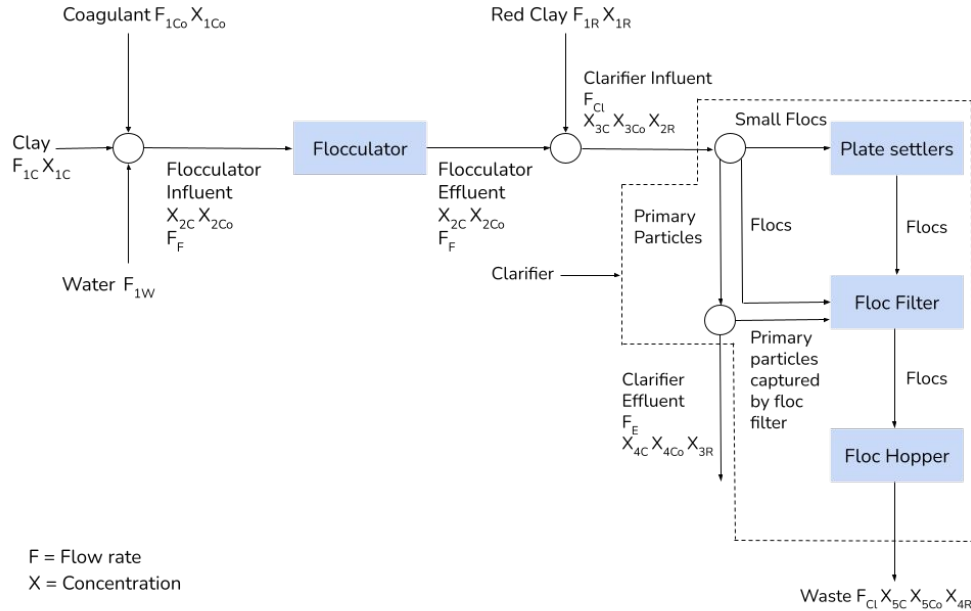 Coagulant F1Co X1Co
Red Clay F1R X1R
Clarifier Influent
FCl
X3C X3Co X2R
Small Flocs
Clay
F1C X1C
Flocculator
Plate settlers
Flocculator
Influent
X2C X2Co
FF
Flocculator
Effluent
X2C X2Co
FF
Primary
Particles
Flocs
Flocs
Water F1W
Clarifier
Floc Filter
Primary
particles
captured
by floc
filter
Flocs
Clarifier
Effluent
FE
X4C X4Co X3R
Floc Hopper
F = Flow rate
X = Concentration
Waste FCl X5C X5Co X4R